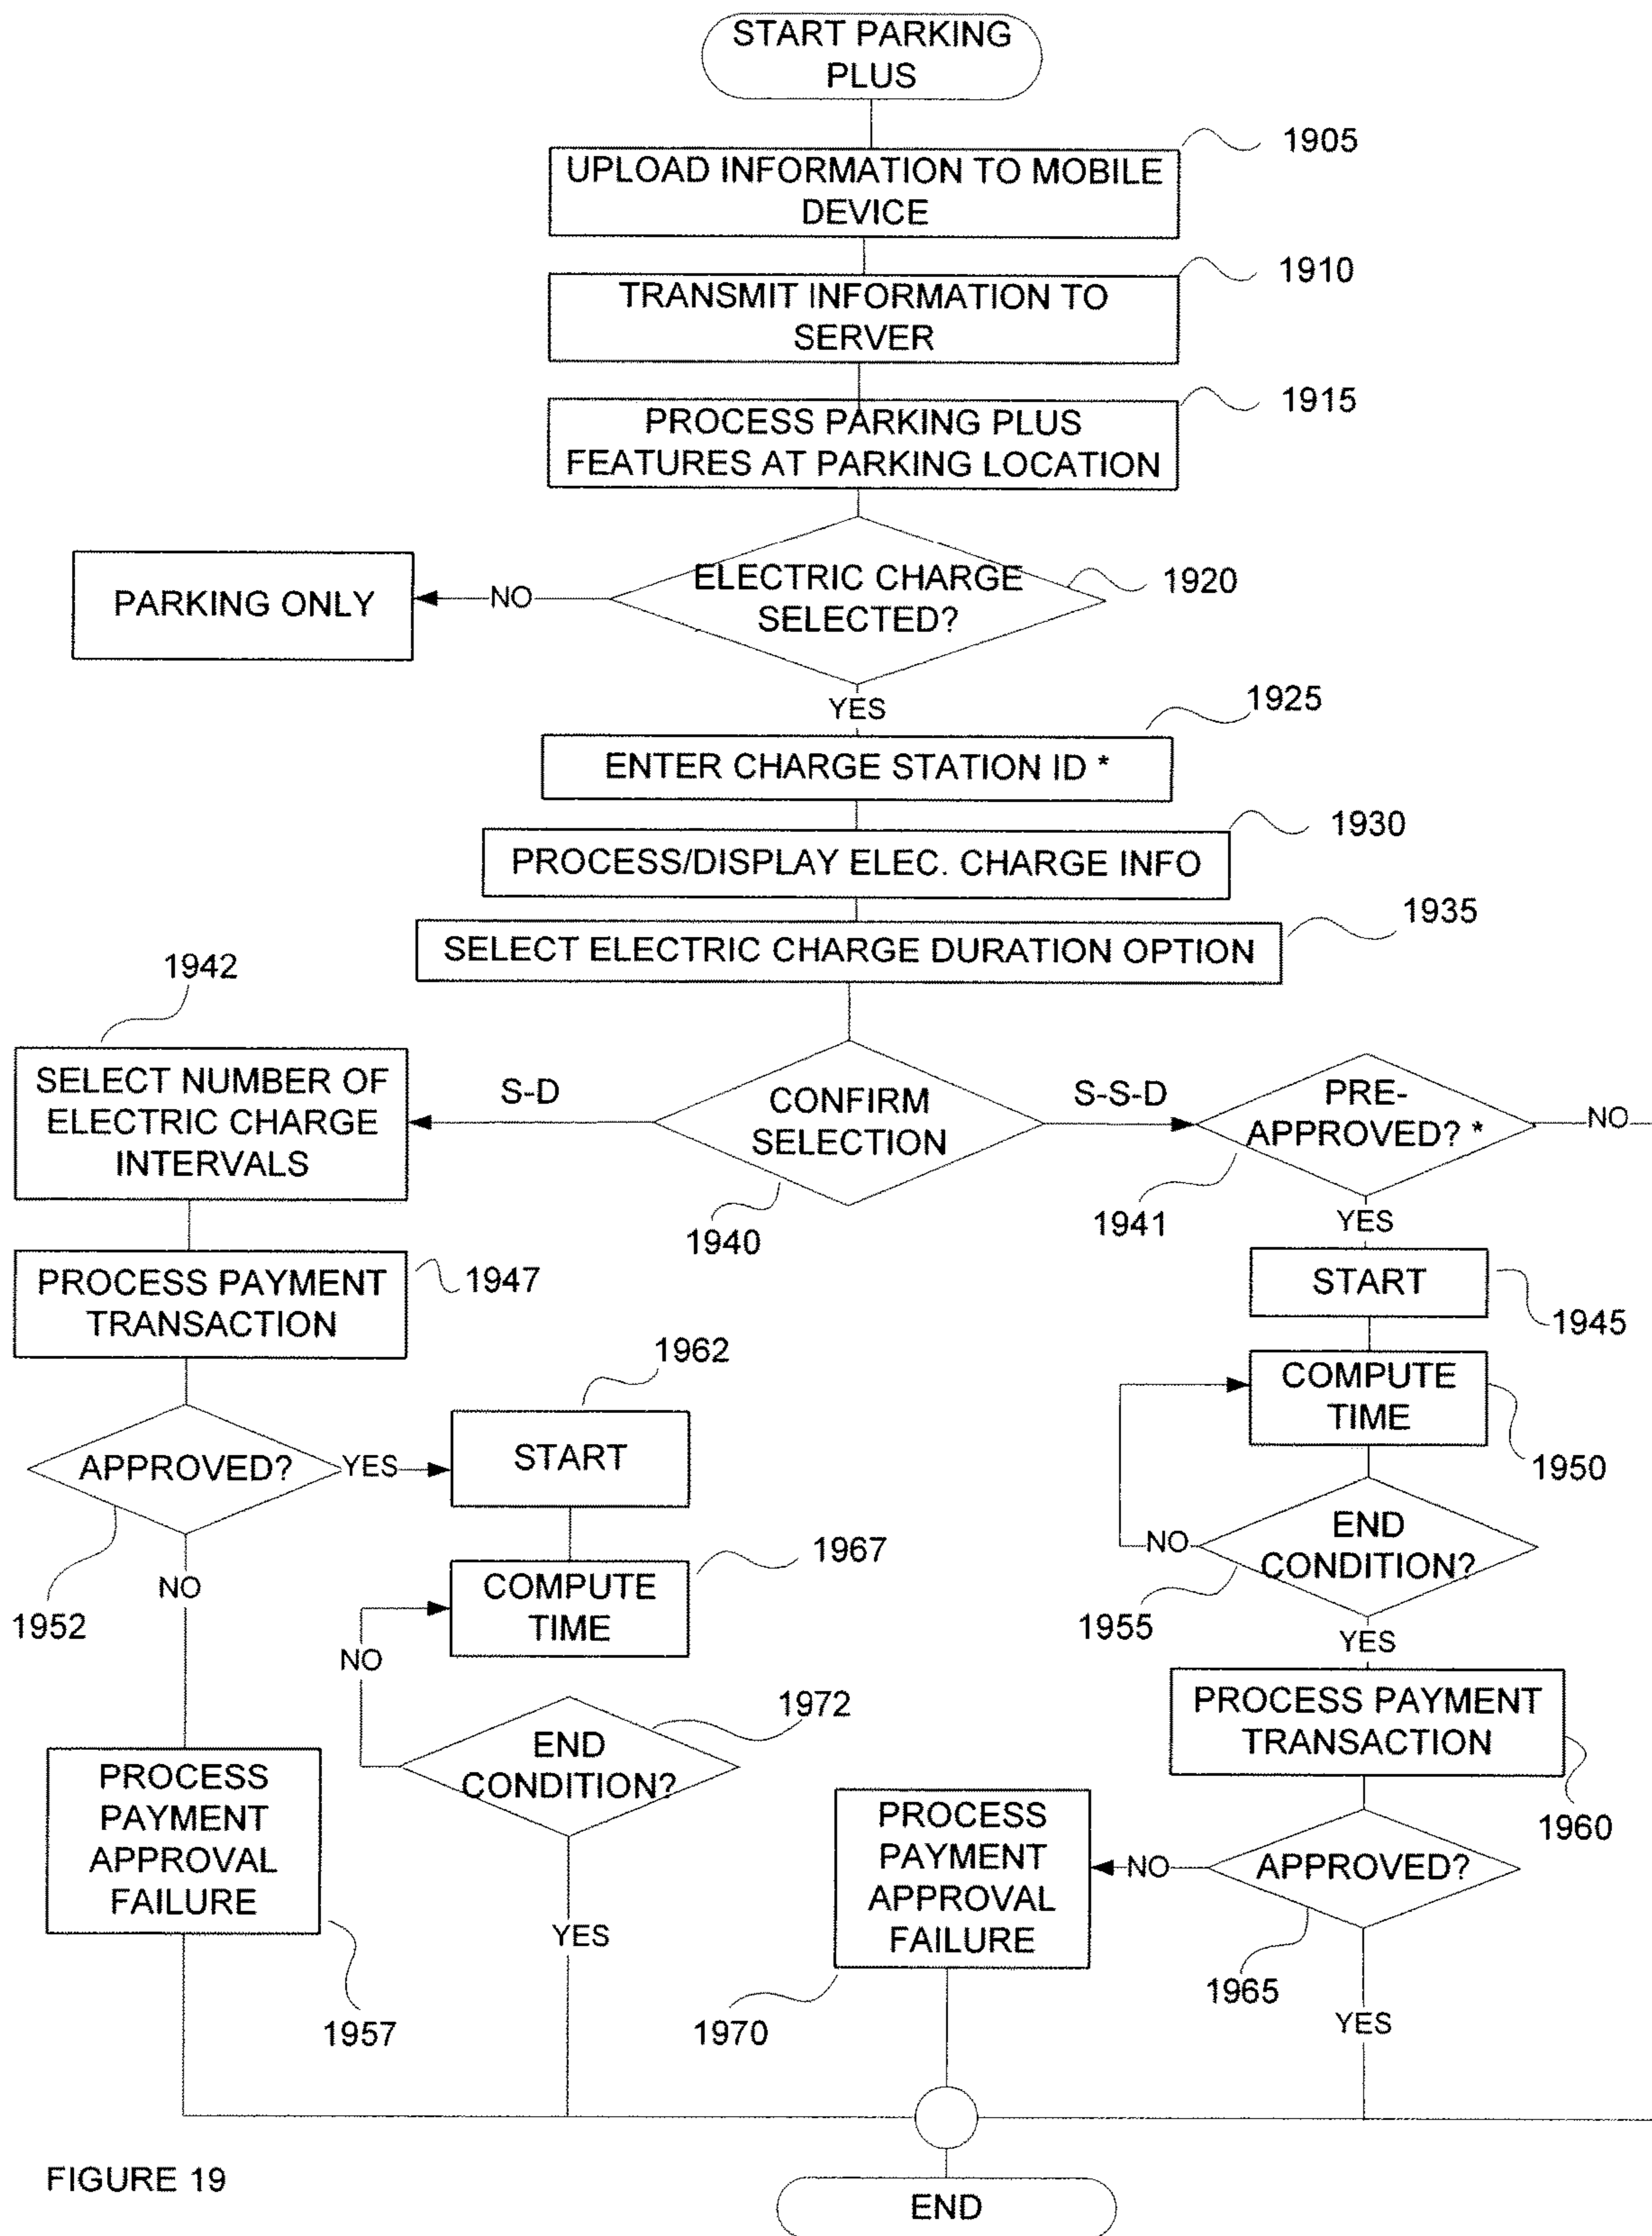 START PARKING
PLUS
1905
UPLOAD INFORMATION TO MOBILE
DEVICE
1910
TRANSMIT INFORMATION TO
SERVER
1915
PROCESS PARKING PLUS
FEATURES AT PARKING LOCATION
PARKING ONLY
NO
ELECTRIC CHARGE
SELECTED?
1920
YES
1925
ENTER CHARGE STATION ID *
1930
PROCESS/DISPLAY ELEC. CHARGE INFO
1935
SELECT ELECTRIC CHARGE DURATION OPTION
1942
SELECT NUMBER OF
ELECTRIC CHARGE
INTERVALS
S-D
CONFIRM
SELECTION
1940
S-S-D
PRE-
APPROVED? *
NO
1941
YES
PROCESS PAYMENT
TRANSACTION
1947
START
1945
COMPUTE
TIME
1950
APPROVED?
YES
1952
NO
1962
START
1967
COMPUTE
TIME
NO
END
CONDITION?
NO
1955
YES
1972
END
CONDITION?
YES
PROCESS
PAYMENT
APPROVAL
FAILURE
1957
PROCESS PAYMENT
TRANSACTION
1960
APPROVED?
NO
1965
YES
PROCESS
PAYMENT
APPROVAL
FAILURE
1970
FIGURE 19
END